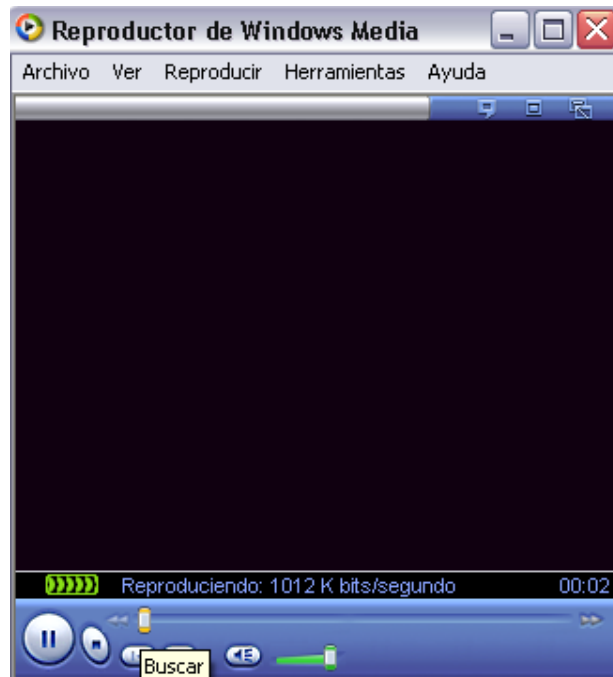 Reproductor de Windows Media
Archivo Ver Reproducir Herramientas Ayuda
Reproduciendo: 1012 K bits/segundo 00:02
Buscar